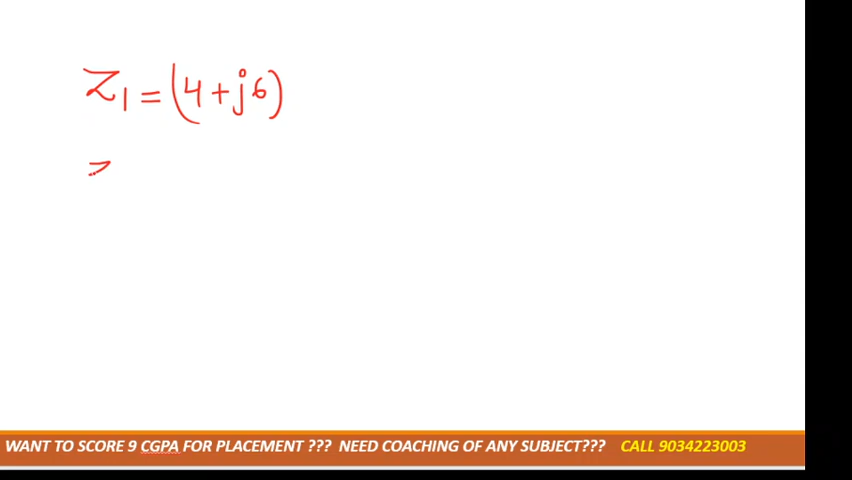 Z1 = (4 + j6)
WANT TO SCORE 9 CGPA FOR PLACEMENT ??? NEED COACHING OF ANY SUBJECT??? CALL 9034223003